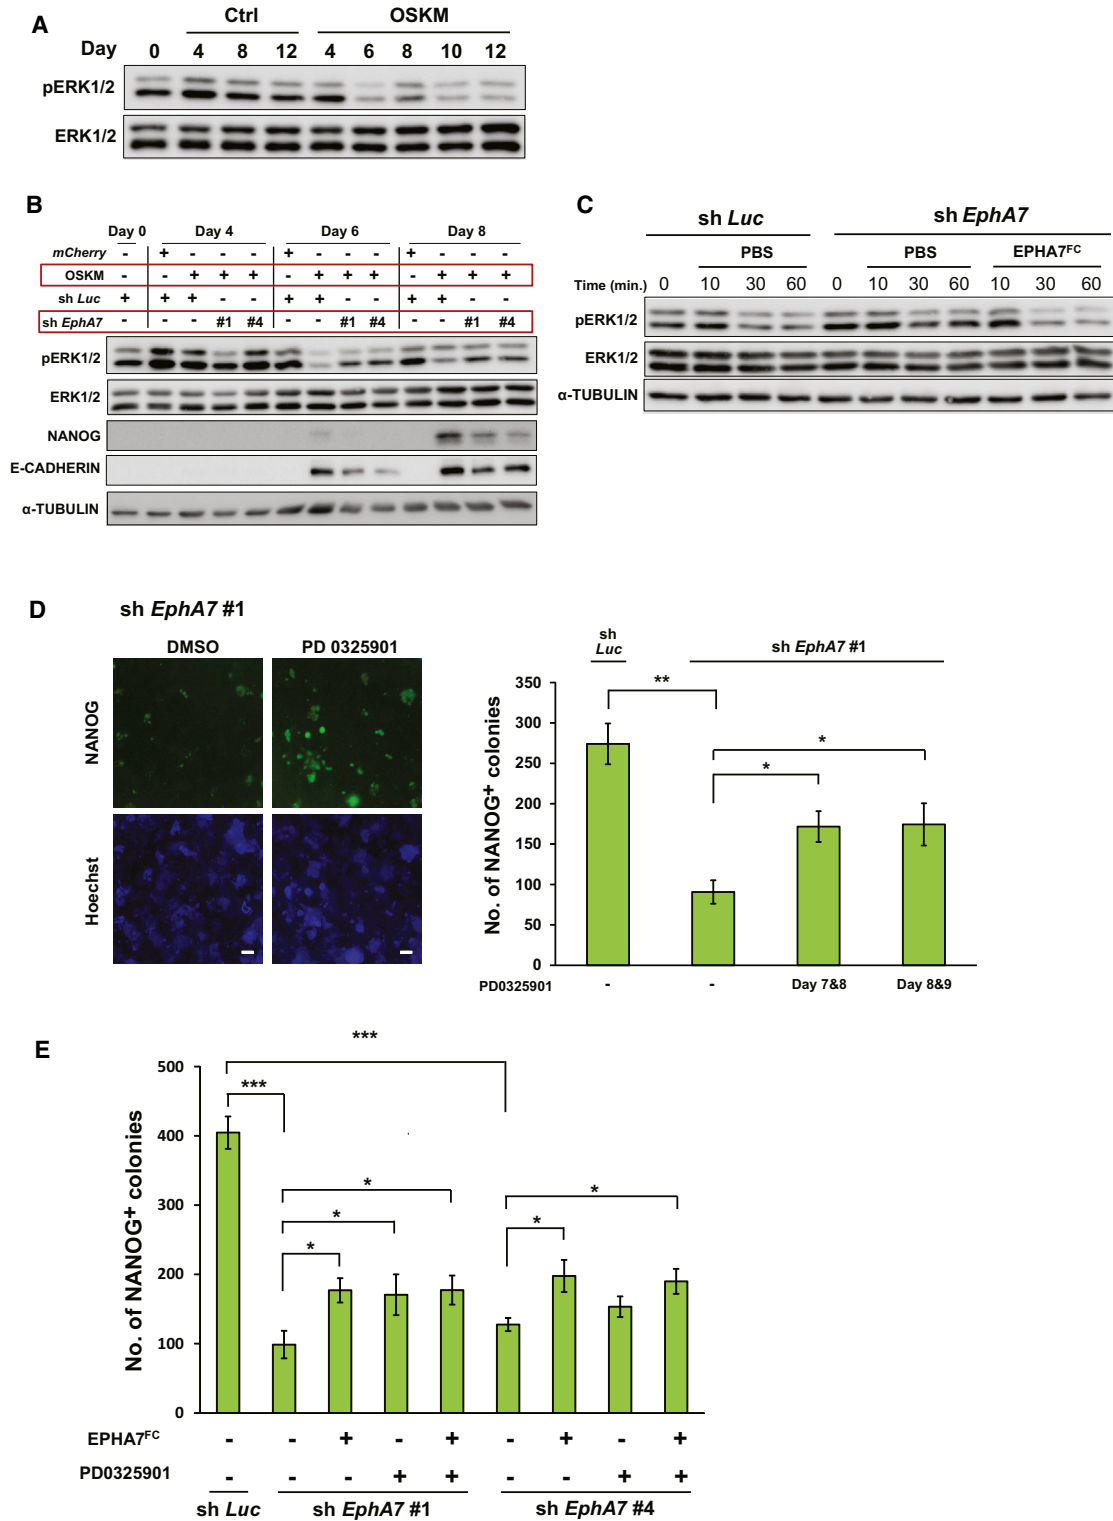 A
Ctrl OSKM
Day 0 4 8 12 4 6 8 10 12
pERK1/2
ERK1/2
B
Day 0 Day 4 Day 6 Day 8
mCherry - + - - - + - - - + - - -
OSKM - - + + + - + + + - + + +
sh Luc + + + - - + + - - + + - -
sh EphA7 - - - #1 #4 - - #1 #4 - - #1 #4
pERK1/2
ERK1/2
NANOG
E-CADHERIN
α-TUBULIN
C
sh Luc sh EphA7
PBS PBS EPHA7FC
Time (min.) 0 10 30 60 0 10 30 60 10 30 60
pERK1/2
ERK1/2
α-TUBULIN
D
sh EphA7 #1
DMSO PD 0325901
NANOG
Hoechst
sh
Luc
sh EphA7 #1
No. of NANOG+ colonies
350
300
250
200
150
100
50
0
**
*
*
PD0325901 - - Day 7&8 Day 8&9
E
No. of NANOG+ colonies
500
400
300
200
100
0
***
***
*
*
*
*
*
EPHA7FC - - + - + - + - +
PD0325901 - - - + + - - + +
sh Luc sh EphA7 #1 sh EphA7 #4